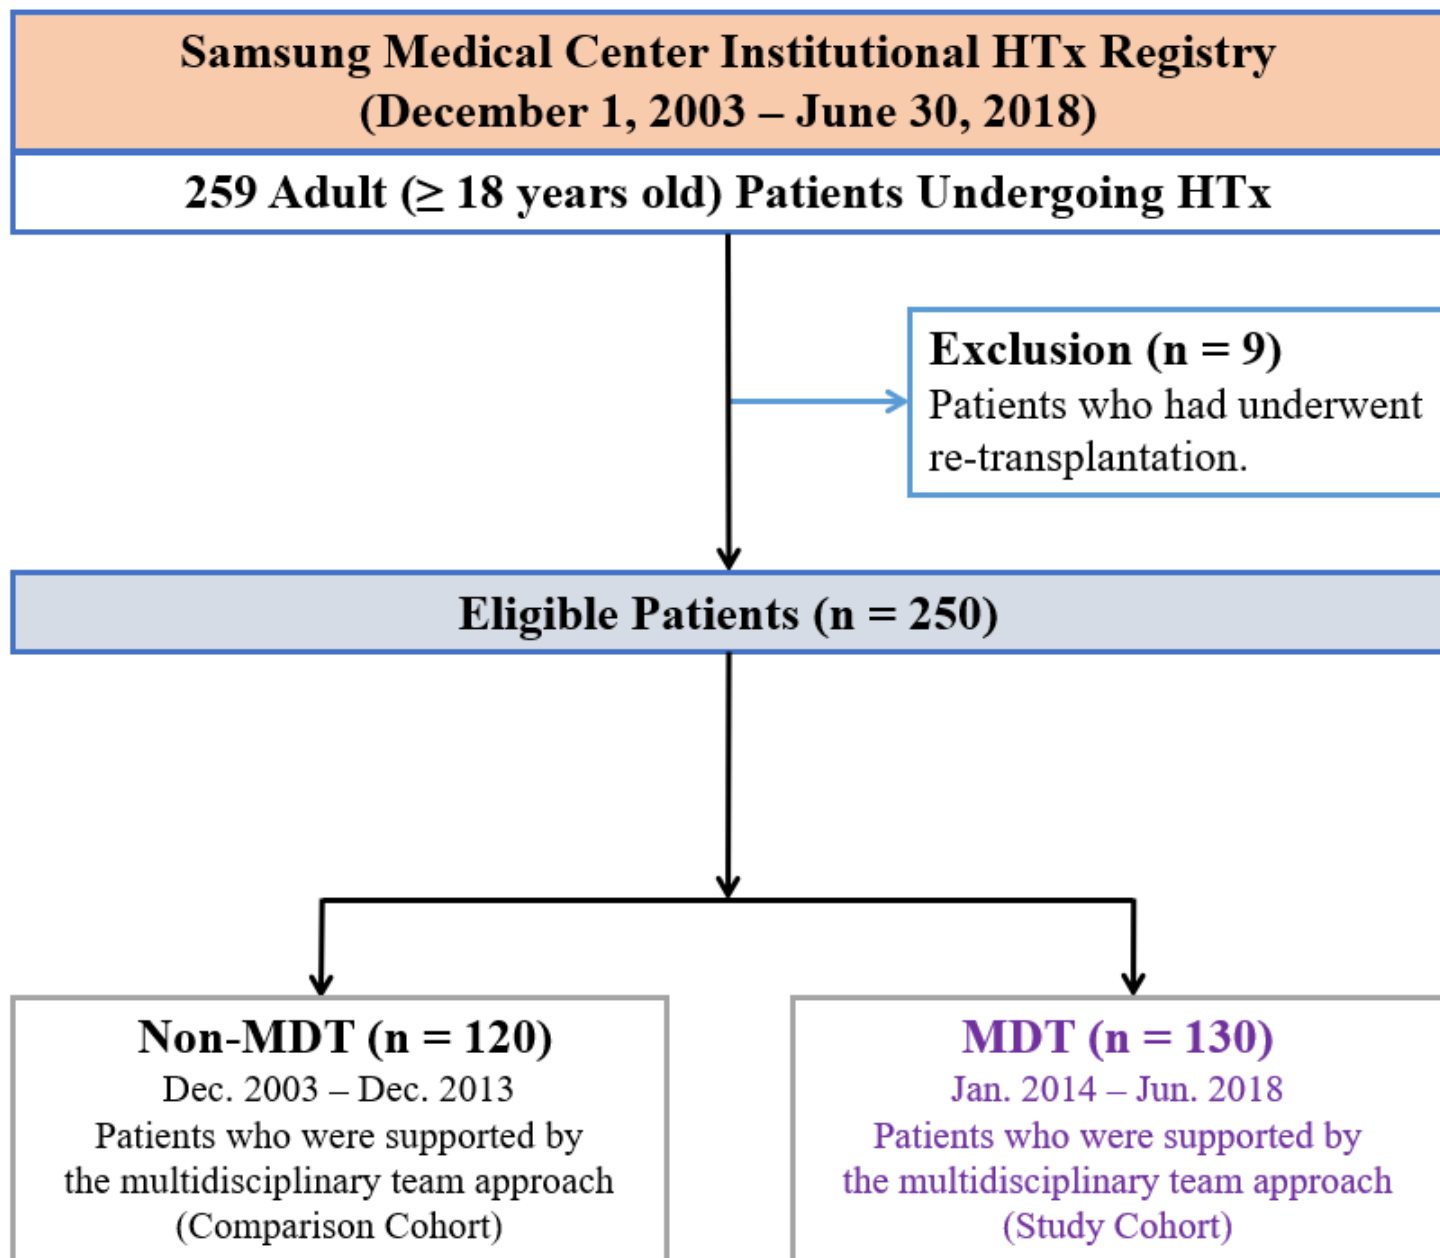 Samsung Medical Center Institutional HTx Registry
(December 1, 2003 – June 30, 2018)
259 Adult (≥ 18 years old) Patients Undergoing HTx
Exclusion (n = 9)
Patients who had underwent
re-transplantation.
Eligible Patients (n = 250)
Non-MDT (n = 120)
Dec. 2003 – Dec. 2013
Patients who were supported by
the multidisciplinary team approach
(Comparison Cohort)
MDT (n = 130)
Jan. 2014 – Jun. 2018
Patients who were supported by
the multidisciplinary team approach
(Study Cohort)